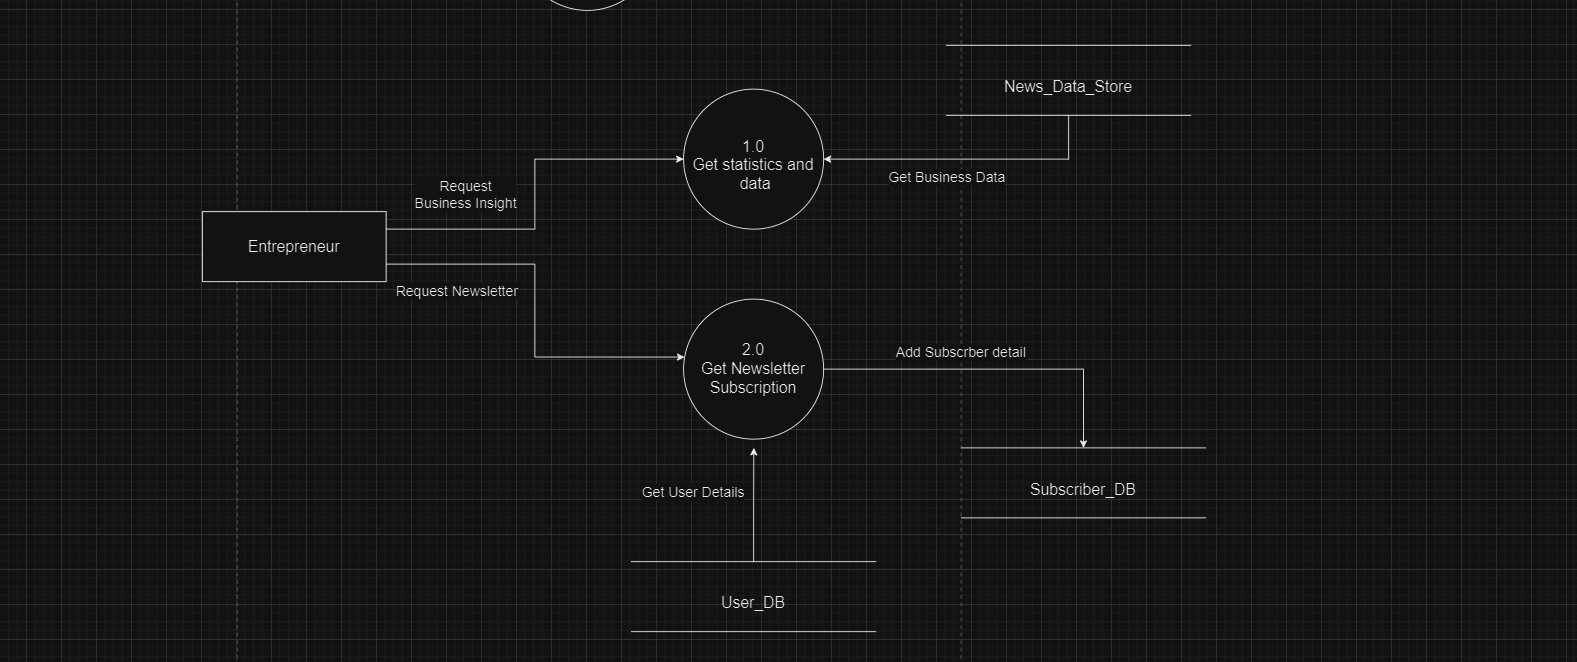 News_Data_Store
1.0
Get statistics and
data
Get Business Data
Request
Business Insight
Entrepreneur
Request Newsletter
2.0
Get Newsletter
Subscription
Add Subscrber detail
Get User Details
Subscriber_DB
User_DB